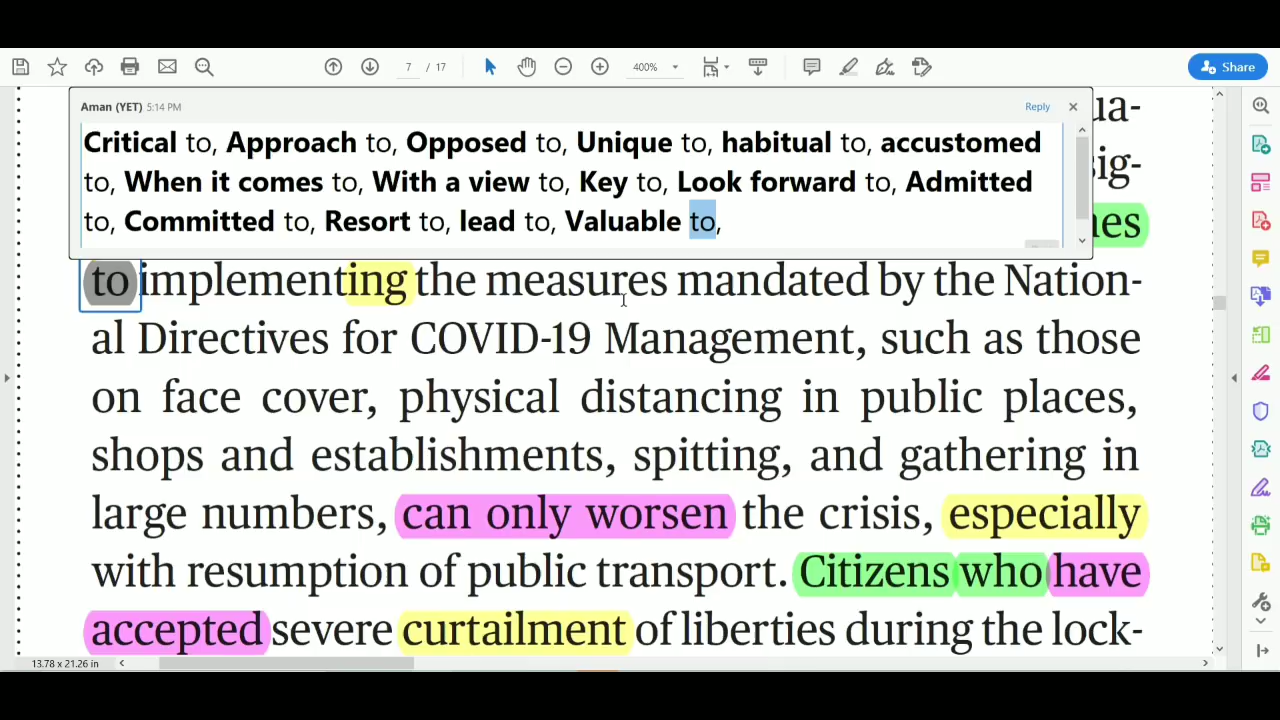 7 / 17
400%
Share
Aman (YET) 5:14 PM
Reply
Critical to, Approach to, Opposed to, Unique to, habitual to, accustomed
to, When it comes to, With a view to, Key to, Look forward to, Admitted
to, Committed to, Resort to, lead to, Valuable to,
ua-
sig-
nes
to implementing the measures mandated by the Nation-
al Directives for COVID-19 Management, such as those
on face cover, physical distancing in public places,
shops and establishments, spitting, and gathering in
large numbers, can only worsen the crisis, especially
with resumption of public transport. Citizens who have
accepted severe curtailment of liberties during the lock-
13.78 x 21.26 in